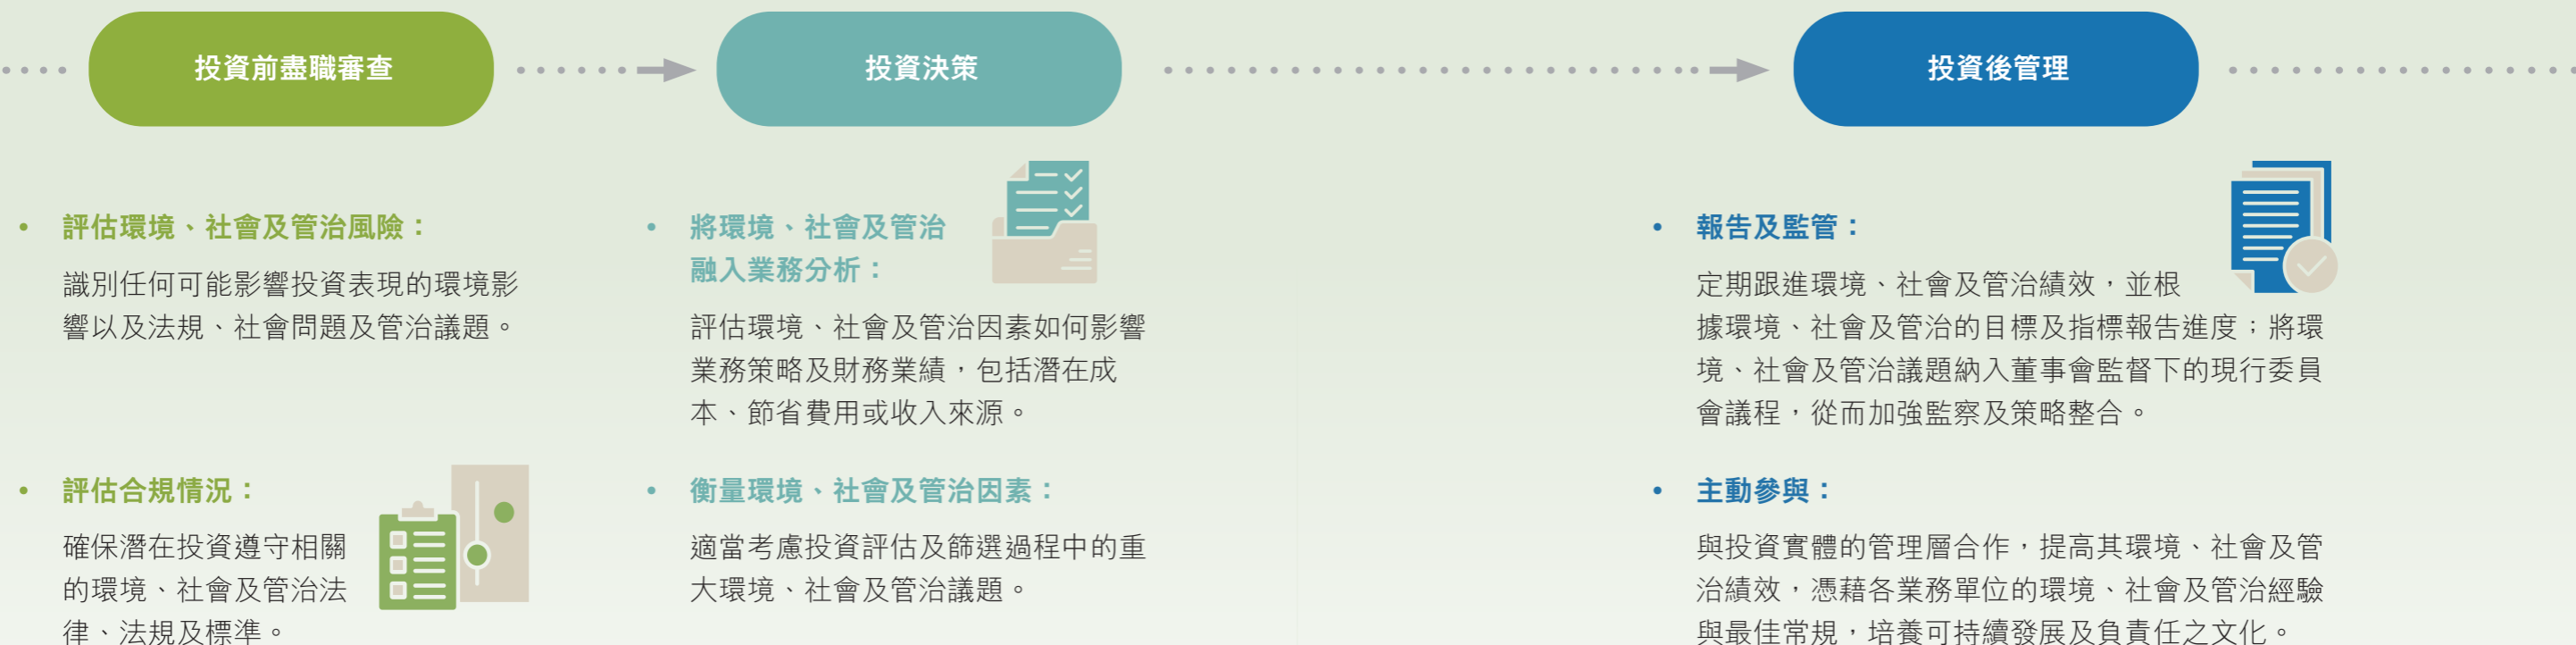 投資前盡職審查
投資決策
投資後管理
• 評估環境、社會及管治風險：
識別任何可能影響投資表現的環境影
響以及法規、社會問題及管治議題。
• 評估合規情況：
確保潛在投資遵守相關
的環境、社會及管治法
律、法規及標準。
• 將環境、社會及管治
融入業務分析：
評估環境、社會及管治因素如何影響
業務策略及財務業績，包括潛在成
本、節省費用或收入來源。
• 衡量環境、社會及管治因素：
適當考慮投資評估及篩選過程中的重
大環境、社會及管治議題。
• 報告及監管：
定期跟進環境、社會及管治績效，並根
據環境、社會及管治的目標及指標報告進度；將環
境、社會及管治議題納入董事會監督下的現行委員
會議程，從而加強監察及策略整合。
• 主動參與：
與投資實體的管理層合作，提高其環境、社會及管
治績效，憑藉各業務單位的環境、社會及管治經驗
與最佳常規，培養可持續發展及負責任之文化。